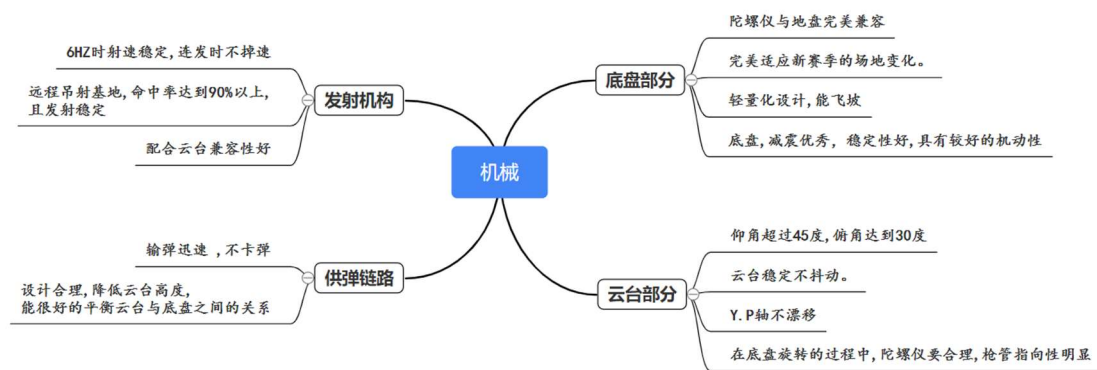 机械
发射机构
6HZ时射速稳定,连发时不掉速
远程吊射基地,命中率达到90%以上,
且发射稳定
配合云台兼容性好
供弹链路
输弹迅速 ,不卡弹
设计合理,降低云台高度,
能很好的平衡云台与底盘之间的关系
底盘部分
陀螺仪与地盘完美兼容
完美适应新赛季的场地变化。
轻量化设计,能飞坡
底盘,减震优秀, 稳定性好,具有较好的机动性
云台部分
仰角超过45度,俯角达到30度
云台稳定不抖动。
Y.P轴不漂移
在底盘旋转的过程中,陀螺仪要合理,枪管指向性明显